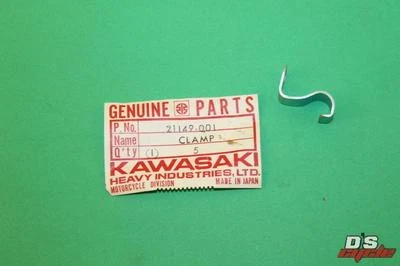 GENUINE PARTS
P. No. 21149-001
Name CLAMP
Q'ty (1) 5
KAWASAKI
HEAVY INDUSTRIES, LTD.
MOTORCYCLE DIVISION MADE IN JAPAN
D'S
cycle